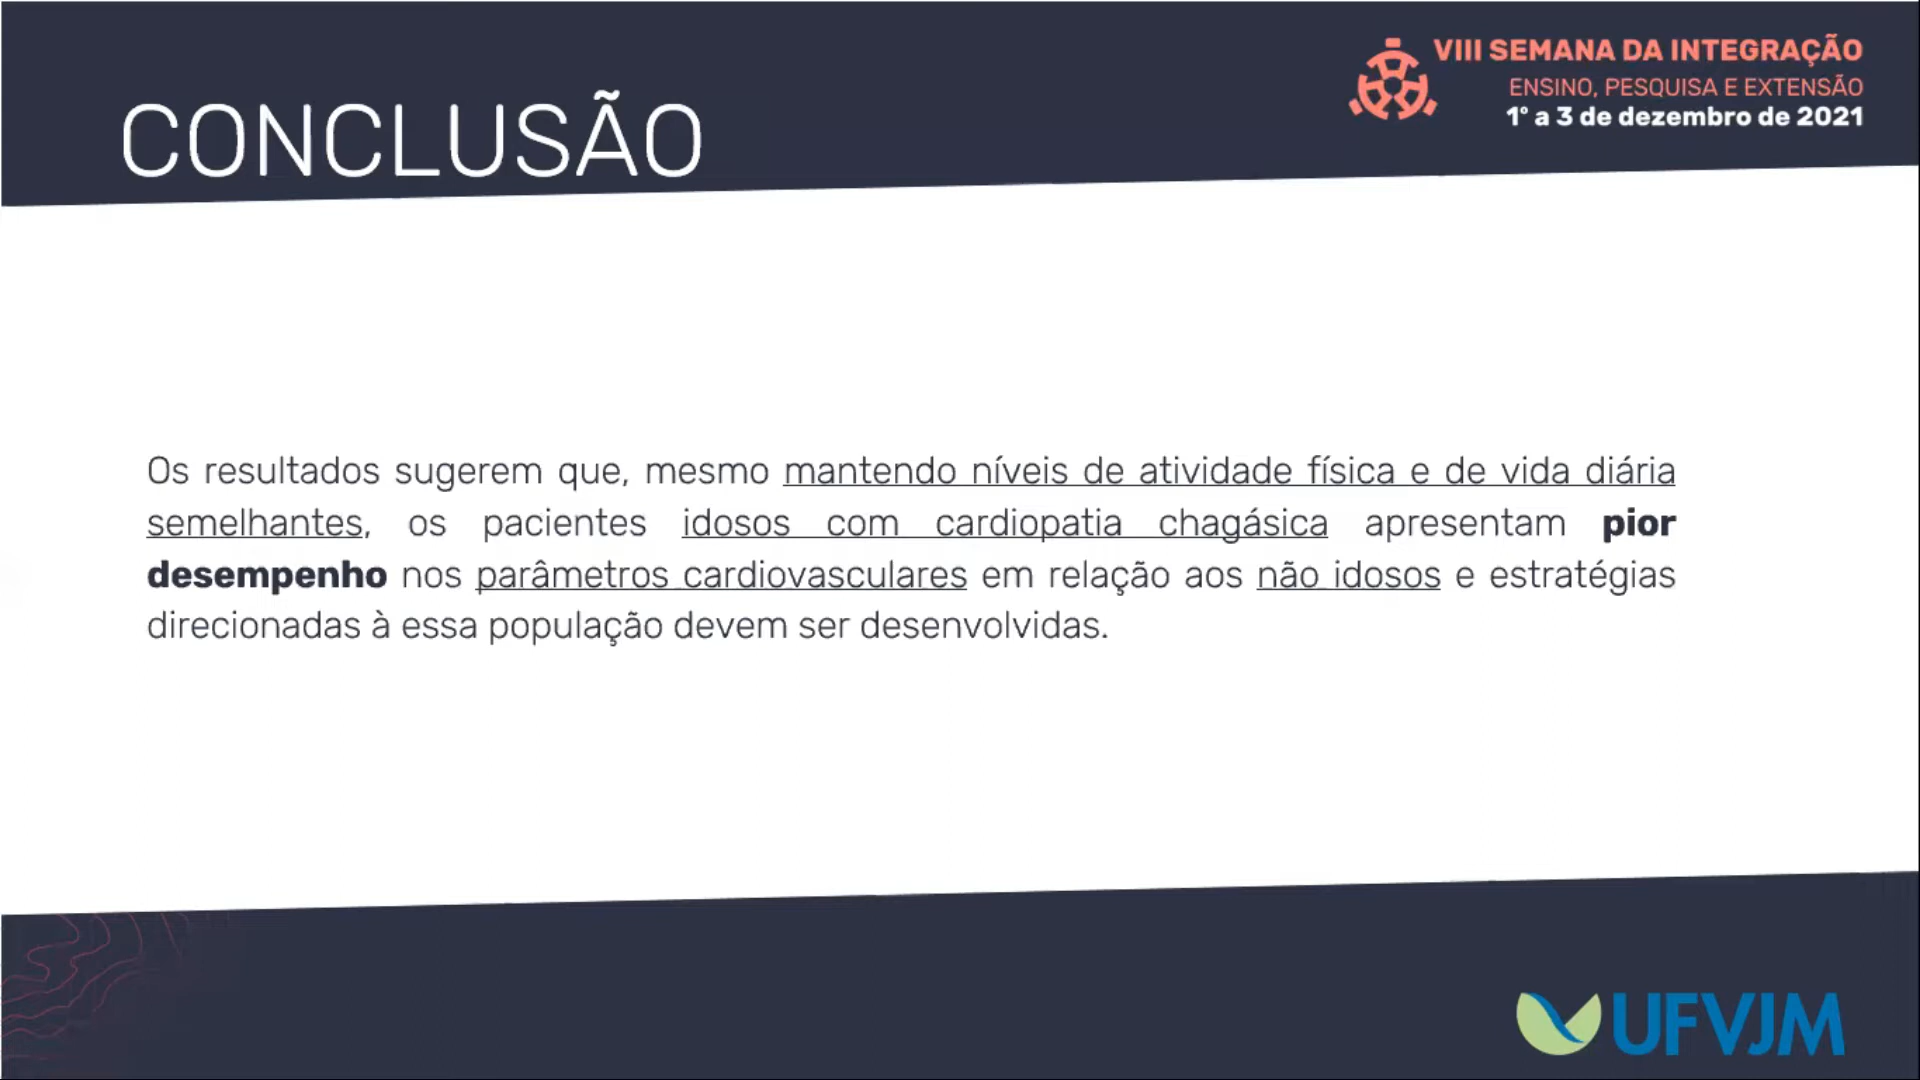 VIII SEMANA DA INTEGRAÇÃO
ENSINO, PESQUISA E EXTENSÃO
1º a 3 de dezembro de 2021
CONCLUSÃO
Os resultados sugerem que, mesmo mantendo níveis de atividade física e de vida diária
semelhantes, os pacientes idosos com cardiopatia chagásica apresentam pior
desempenho nos parâmetros cardiovasculares em relação aos não idosos e estratégias
direcionadas à essa população devem ser desenvolvidas.
UFVJM